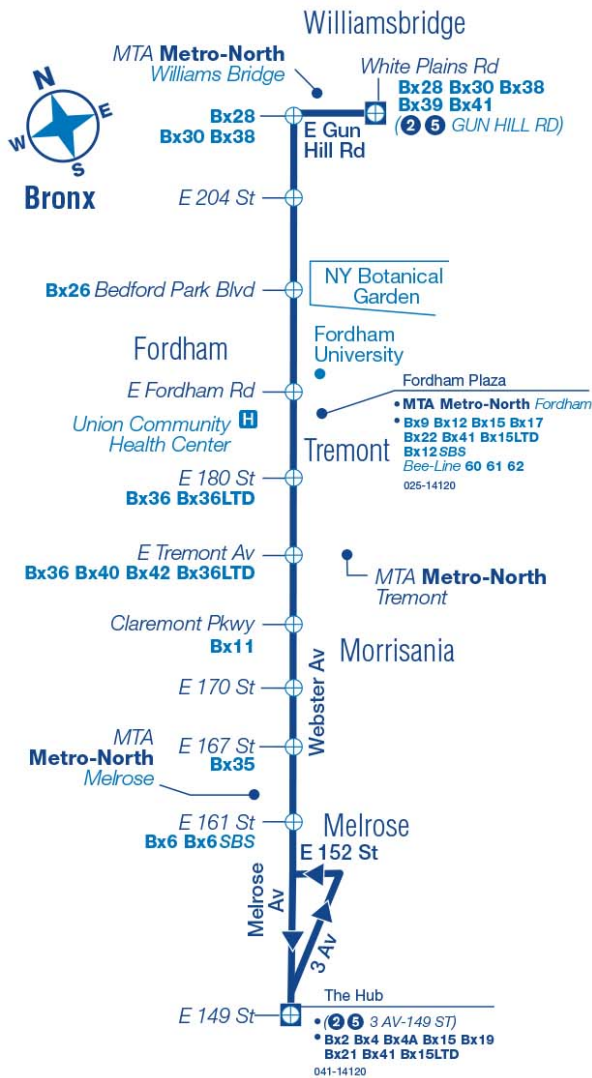 Williamsbridge
MTA Metro-North
Williams Bridge
White Plains Rd
Bx28 Bx30 Bx38
Bx39 Bx41
(2 5 GUN HILL RD)
N
E
S
W
Bronx
Bx28
Bx30 Bx38
E Gun
Hill Rd
E 204 St
Bx26 Bedford Park Blvd
NY Botanical
Garden
Fordham
Fordham
University
E Fordham Rd
Union Community H
Health Center
Fordham Plaza
• MTA Metro-North Fordham
• Bx9 Bx12 Bx15 Bx17
Bx22 Bx41 Bx15LTD
Bx12SBS
Bee-Line 60 61 62
025-14120
Tremont
E 180 St
Bx36 Bx36LTD
E Tremont Av
Bx36 Bx40 Bx42 Bx36LTD
MTA Metro-North
Tremont
Claremont Pkwy
Bx11
Morrisania
E 170 St
Webster Av
E 167 St
Bx35
MTA
Metro-North
Melrose
E 161 St
Bx6 Bx6SBS
Melrose
E 152 St
Melrose
Av
3 Av
E 149 St
The Hub
• (2 5 3 AV-149 ST)
• Bx2 Bx4 Bx4A Bx15 Bx19
Bx21 Bx41 Bx15LTD
041-14120